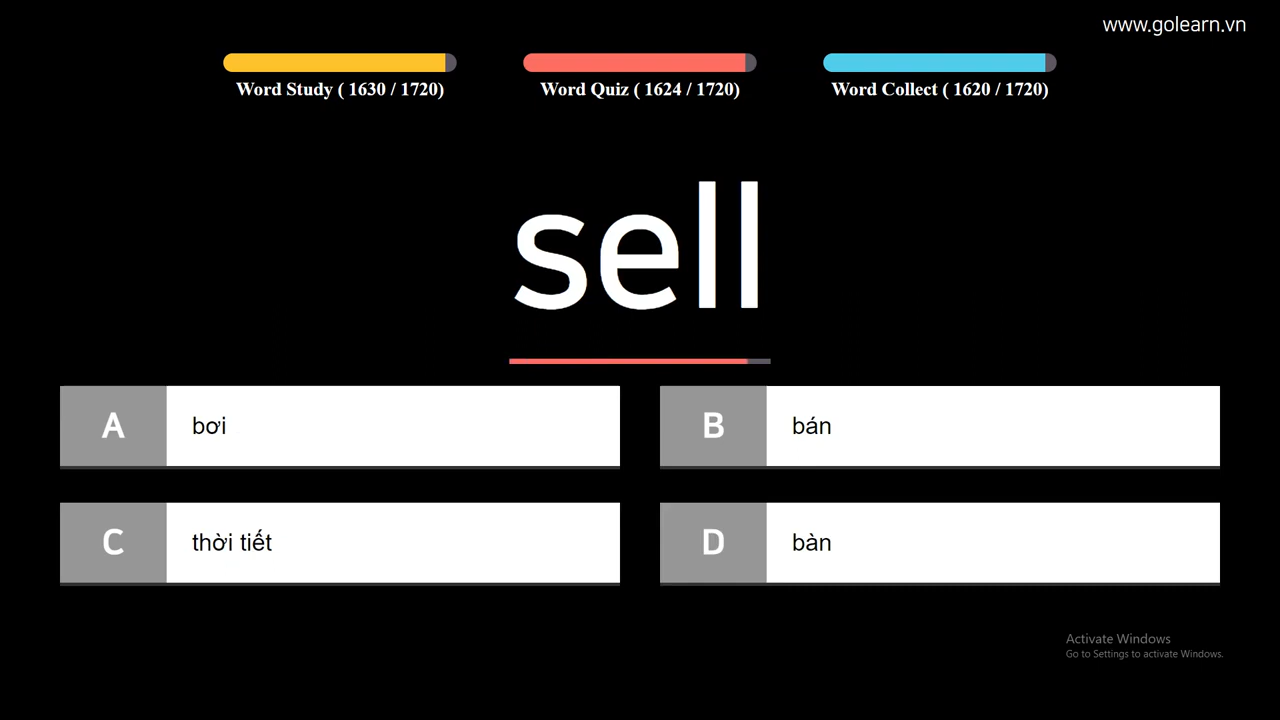 www.golearn.vn
Word Study ( 1630 / 1720)
Word Quiz ( 1624 / 1720)
Word Collect ( 1620 / 1720)
sell
A bơi
B bán
C thời tiết
D bàn
Activate Windows
Go to Settings to activate Windows.